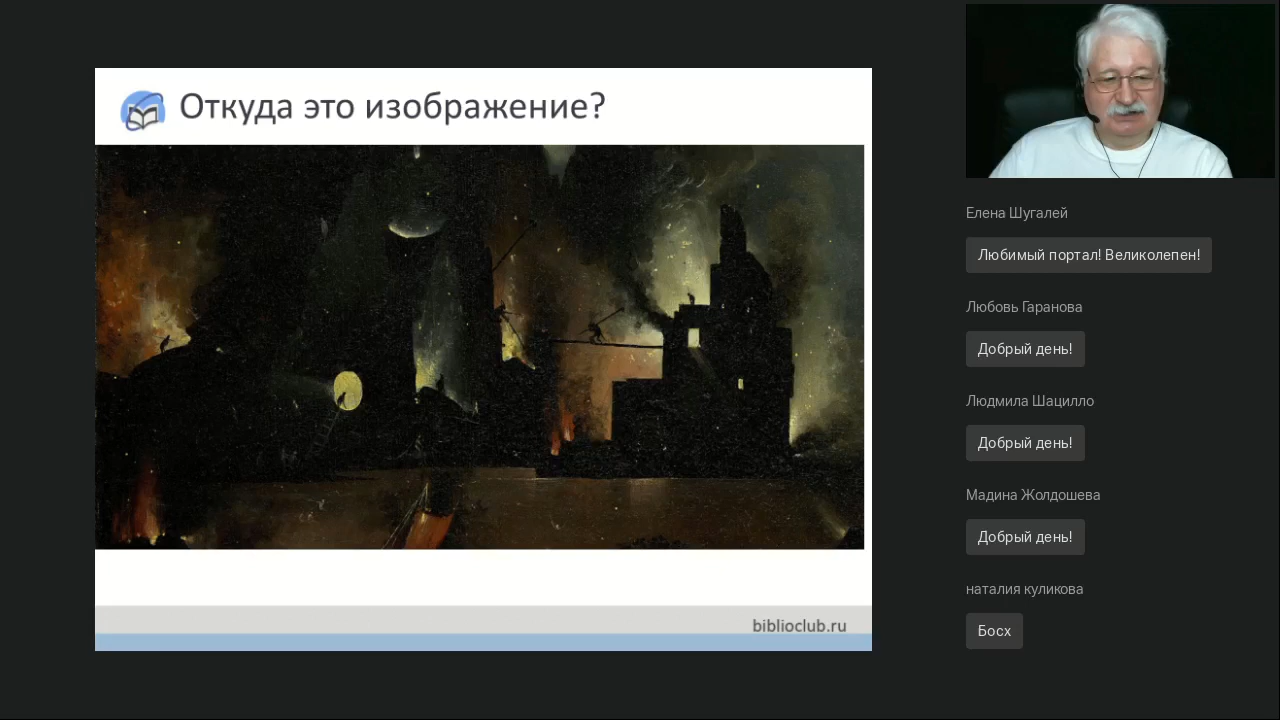 Откуда это изображение?
biblioclub.ru
Елена Шугалей
Любимый портал! Великолепен!
Любовь Гаранова
Добрый день!
Людмила Шацилло
Добрый день!
Мадина Жолдошева
Добрый день!
наталия куликова
Босх